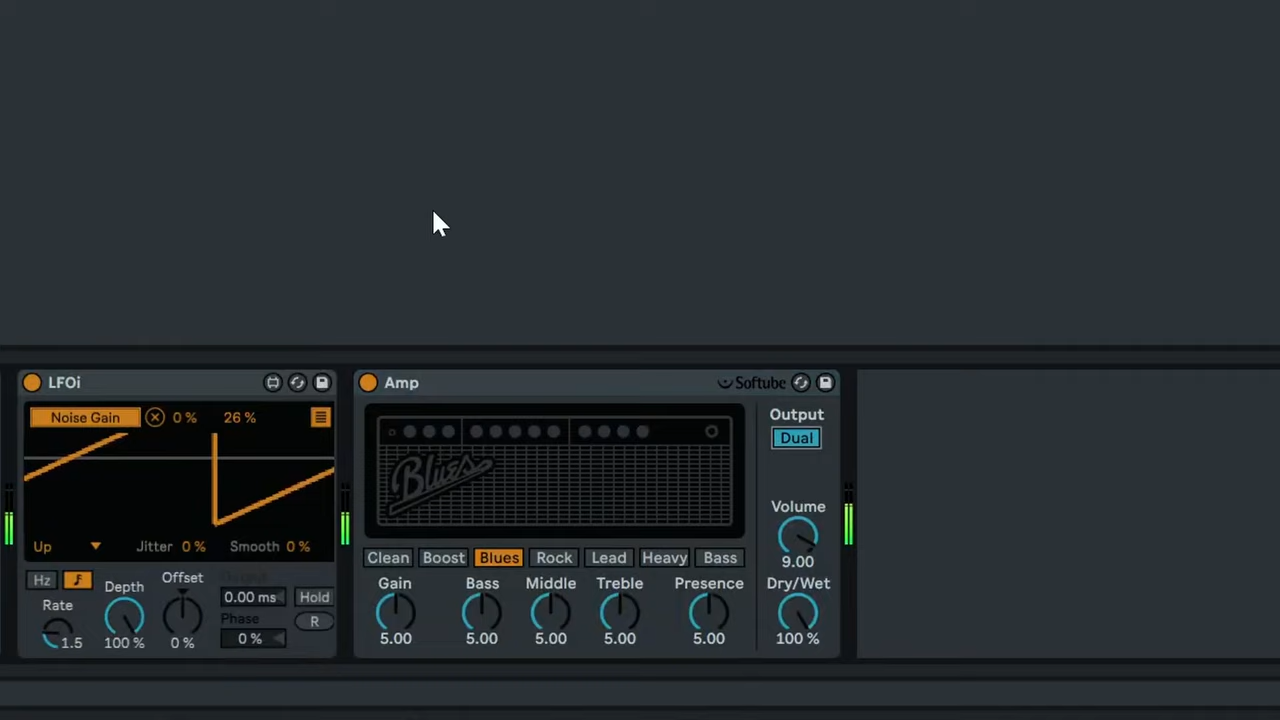 LFOi
Noise Gain 0 % 26 %
Up Jitter 0 % Smooth 0 %
Hz
Rate
1.5
Depth
100 %
Offset
0 %
0.00 ms Hold
Phase R
0 %
Amp Softube
Blues
Clean Boost Blues Rock Lead Heavy Bass
Gain Bass Middle Treble Presence
5.00 5.00 5.00 5.00 5.00
Output
Dual
Volume
9.00
Dry/Wet
100 %